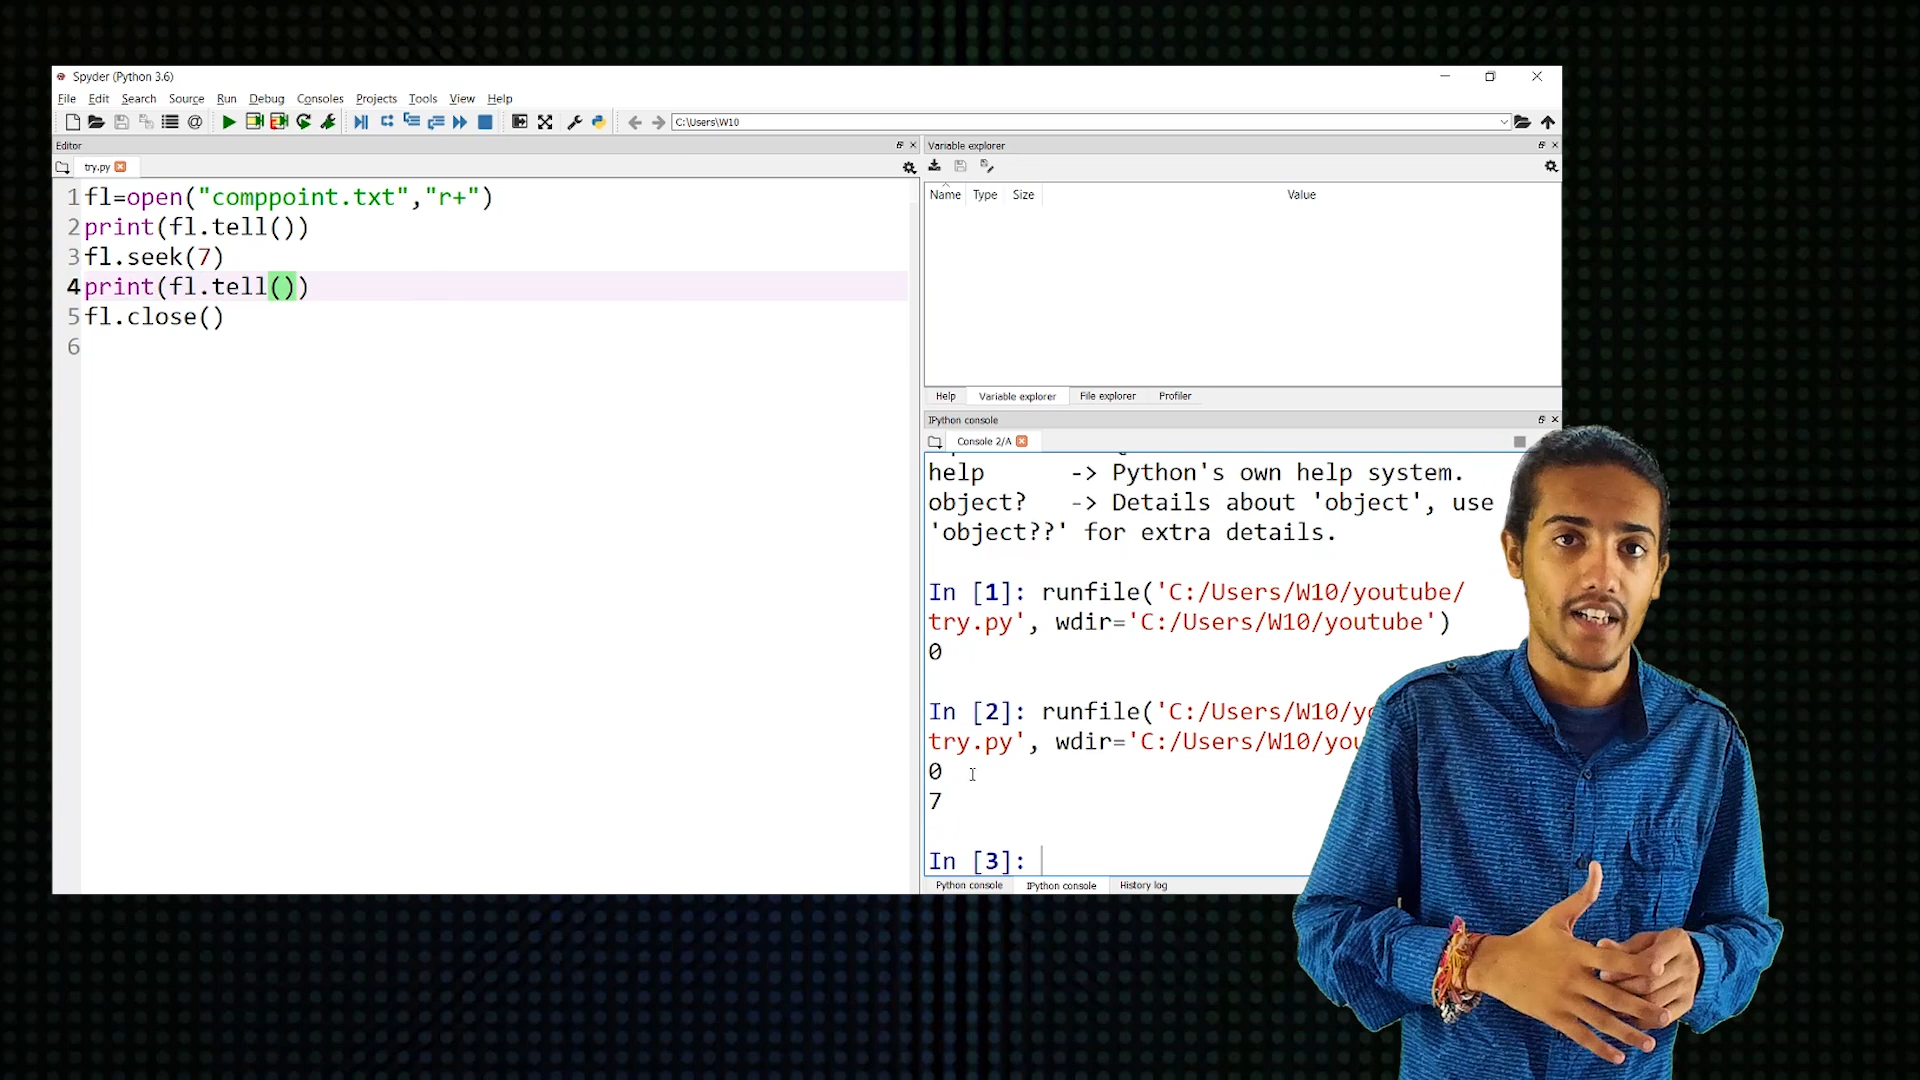 Spyder (Python 3.6)
File Edit Search Source Run Debug Consoles Projects Tools View Help
C:\Users\W10
Editor
try.py
1 fl=open("comppoint.txt","r+")
2 print(fl.tell())
3 fl.seek(7)
4 print(fl.tell())
5 fl.close()
6
Variable explorer
Name Type Size Value
Help Variable explorer File explorer Profiler
IPython console
Console 2/A
help -> Python's own help system.
object? -> Details about 'object', use
'object??' for extra details.
In [1]: runfile('C:/Users/W10/youtube/
try.py', wdir='C:/Users/W10/youtube')
0
In [2]: runfile('C:/Users/W10/yo
try.py', wdir='C:/Users/W10/you
0
7
In [3]:
Python console IPython console History log